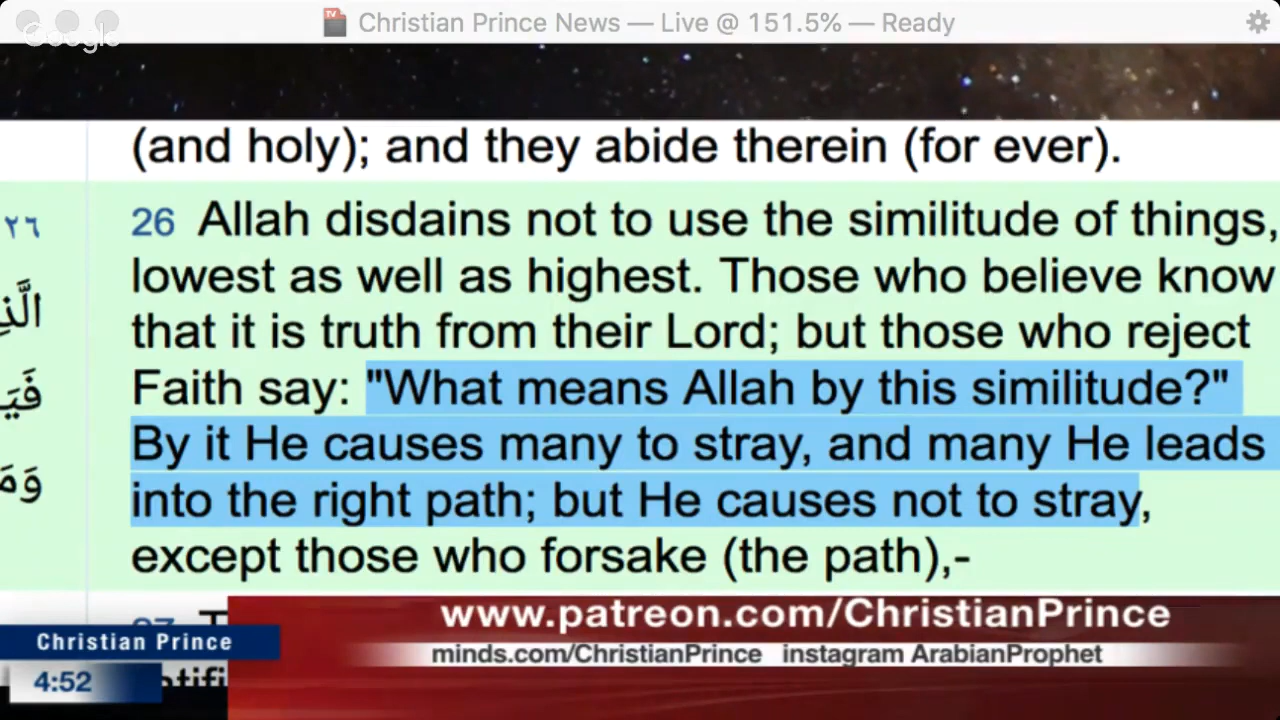 Christian Prince News — Live @ 151.5% — Ready
Google
(and holy); and they abide therein (for ever).
٢٦
26 Allah disdains not to use the similitude of things,
lowest as well as highest. Those who believe know
that it is truth from their Lord; but those who reject
Faith say: "What means Allah by this similitude?"
By it He causes many to stray, and many He leads
into the right path; but He causes not to stray,
except those who forsake (the path),-
www.patreon.com/ChristianPrince
Christian Prince
minds.com/ChristianPrince instagram ArabianProphet
4:52